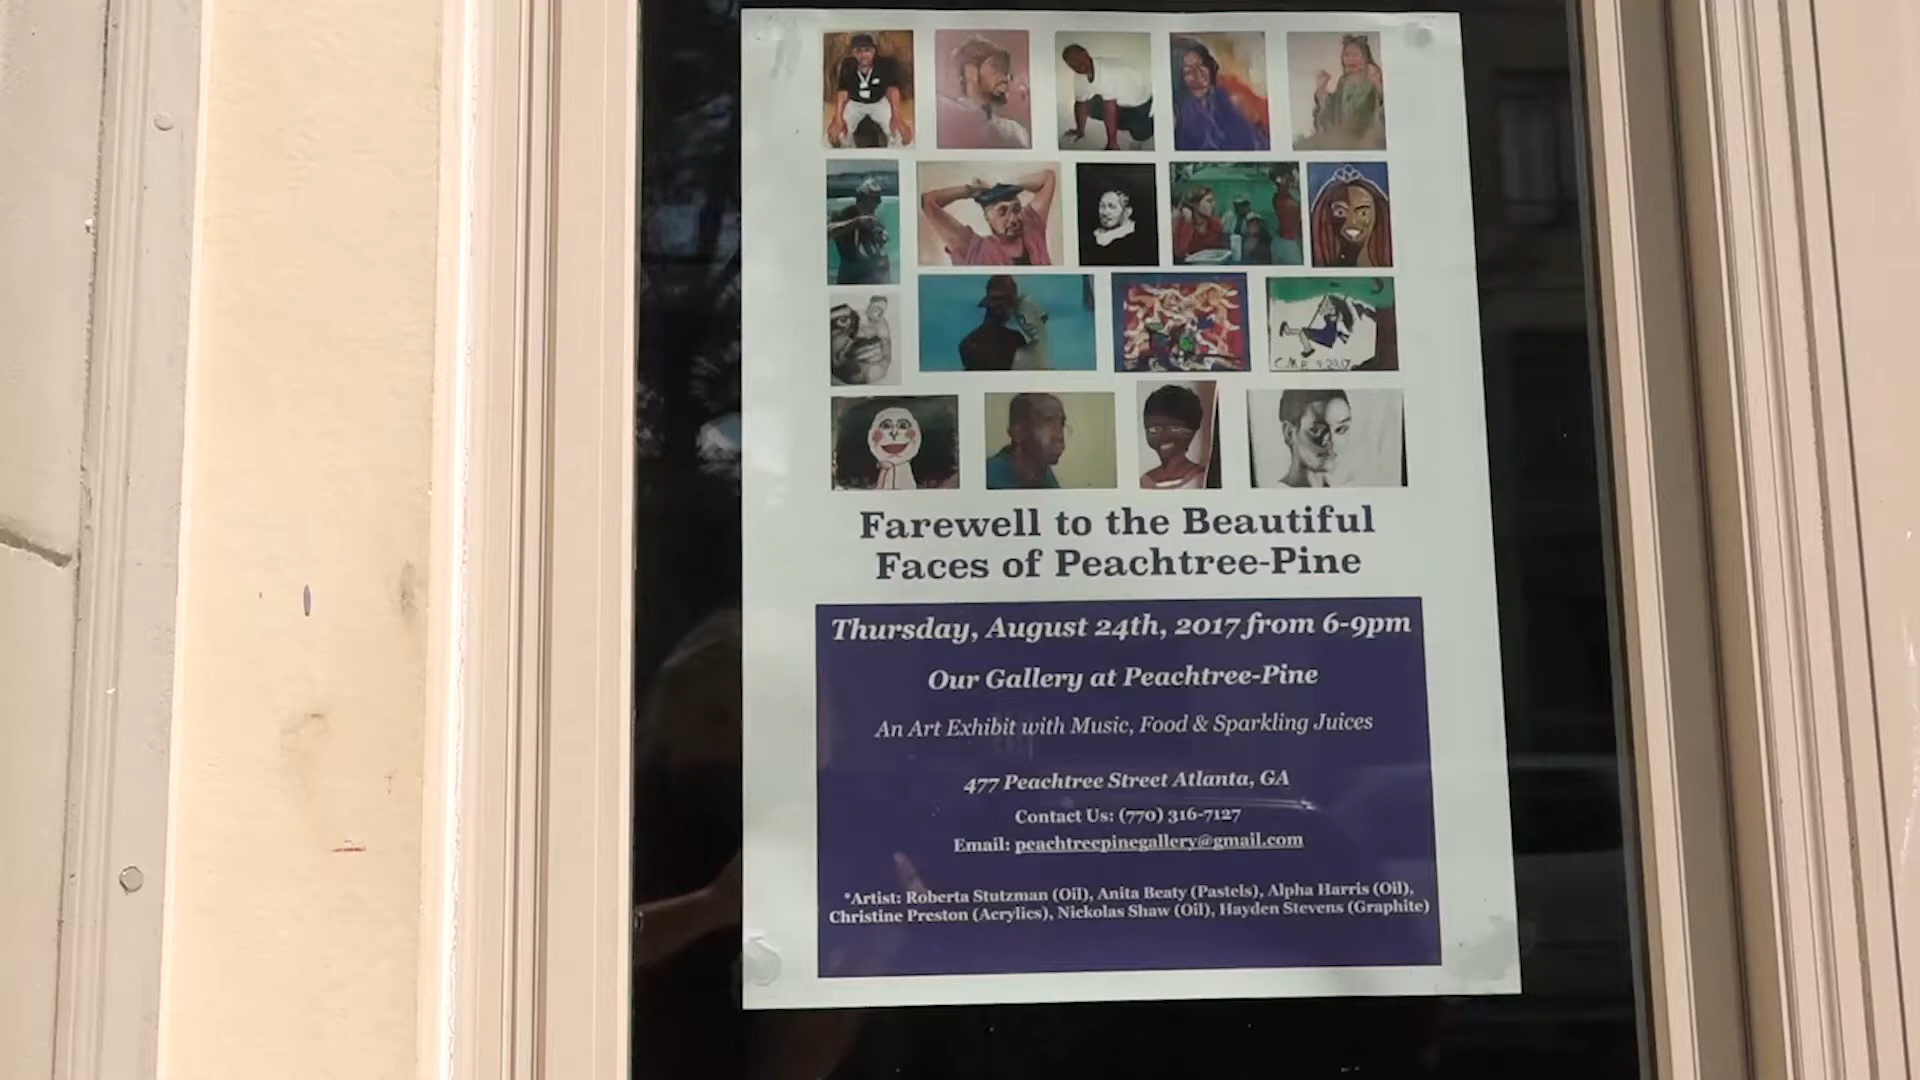 C.M.P. 4-2017
Farewell to the Beautiful
Faces of Peachtree-Pine
Thursday, August 24th, 2017 from 6-9pm
Our Gallery at Peachtree-Pine
An Art Exhibit with Music, Food & Sparkling Juices
477 Peachtree Street Atlanta, GA
Contact Us: (770) 316-7127
Email: peachtreepinegallery@gmail.com
*Artist: Roberta Stutzman (Oil), Anita Beaty (Pastels), Alpha Harris (Oil),
Christine Preston (Acrylics), Nickolas Shaw (Oil), Hayden Stevens (Graphite)